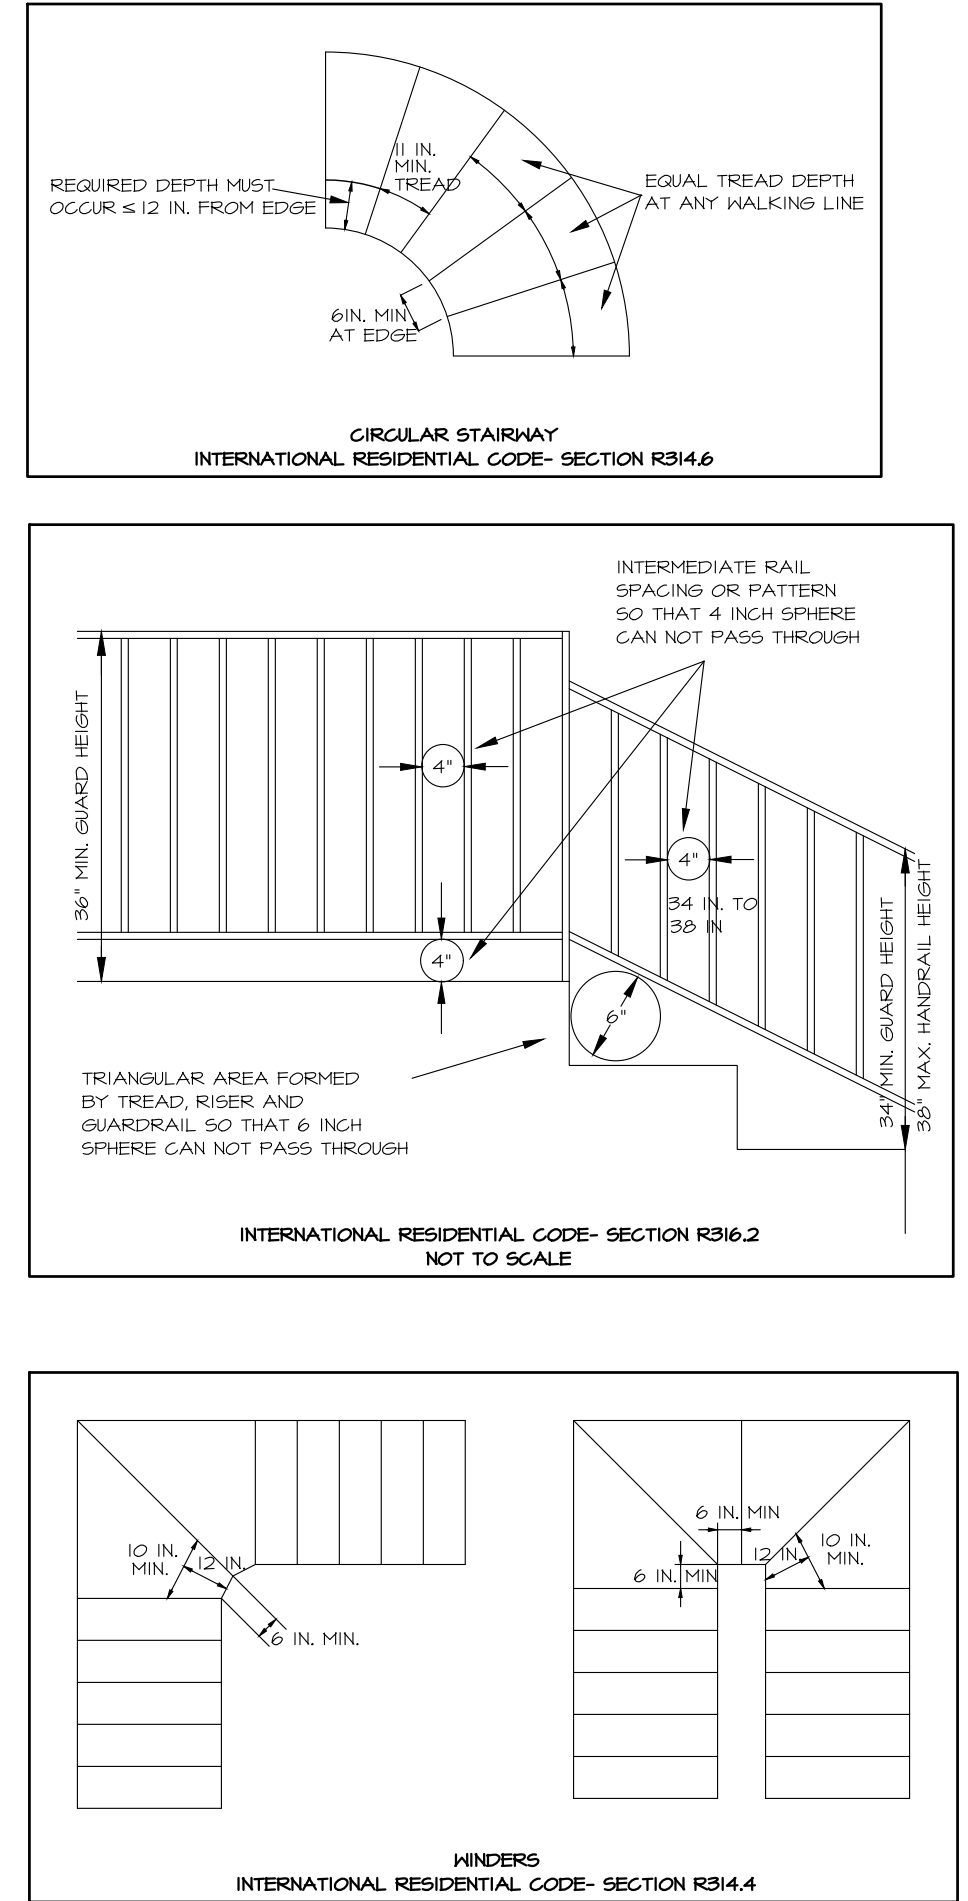 11 IN.
MIN.
TREAD
REQUIRED DEPTH MUST
OCCUR ≤ 12 IN. FROM EDGE
EQUAL TREAD DEPTH
AT ANY WALKING LINE
6IN. MIN
AT EDGE
CIRCULAR STAIRWAY
INTERNATIONAL RESIDENTIAL CODE- SECTION R314.6
INTERMEDIATE RAIL
SPACING OR PATTERN
SO THAT 4 INCH SPHERE
CAN NOT PASS THROUGH
36" MIN. GUARD HEIGHT
4"
4"
34 IN. TO
38 IN
4"
6"
34" MIN. GUARD HEIGHT
38" MAX. HANDRAIL HEIGHT
TRIANGULAR AREA FORMED
BY TREAD, RISER AND
GUARDRAIL SO THAT 6 INCH
SPHERE CAN NOT PASS THROUGH
INTERNATIONAL RESIDENTIAL CODE- SECTION R316.2
NOT TO SCALE
10 IN.
MIN.
12 IN.
6 IN. MIN.
6 IN. MIN
6 IN. MIN
12 IN.
10 IN.
MIN.
WINDERS
INTERNATIONAL RESIDENTIAL CODE- SECTION R314.4